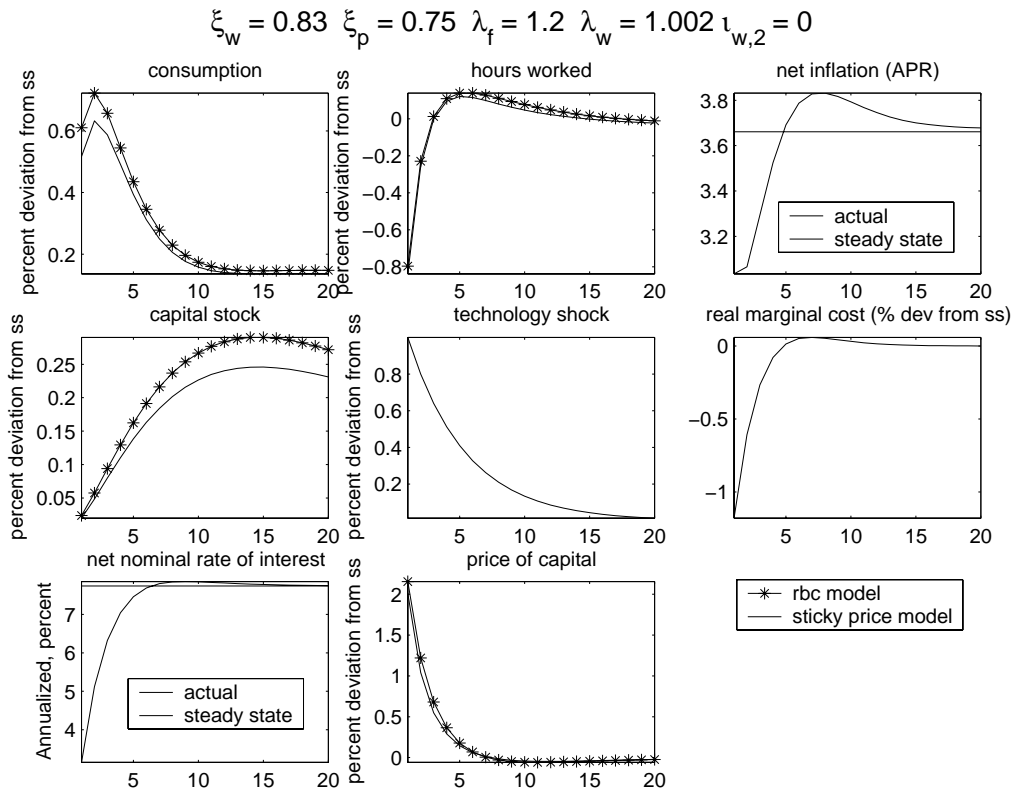 ξw = 0.83 ξp = 0.75 λf = 1.2 λw = 1.002 ιw,2 = 0
consumption
percent deviation from ss
0.6
0.4
0.2
5 10 15 20
hours worked
percent deviation from ss
0
−0.2
−0.4
−0.6
−0.8
5 10 15 20
net inflation (APR)
3.8
3.6
3.4
3.2
actual
steady state
5 10 15 20
capital stock
percent deviation from ss
0.25
0.2
0.15
0.1
0.05
5 10 15 20
technology shock
percent deviation from ss
0.8
0.6
0.4
0.2
5 10 15 20
real marginal cost (% dev from ss)
0
−0.5
−1
5 10 15 20
net nominal rate of interest
Annualized, percent
7
6
5
4
actual
steady state
5 10 15 20
price of capital
percent deviation from ss
2
1.5
1
0.5
0
5 10 15 20
rbc model
sticky price model